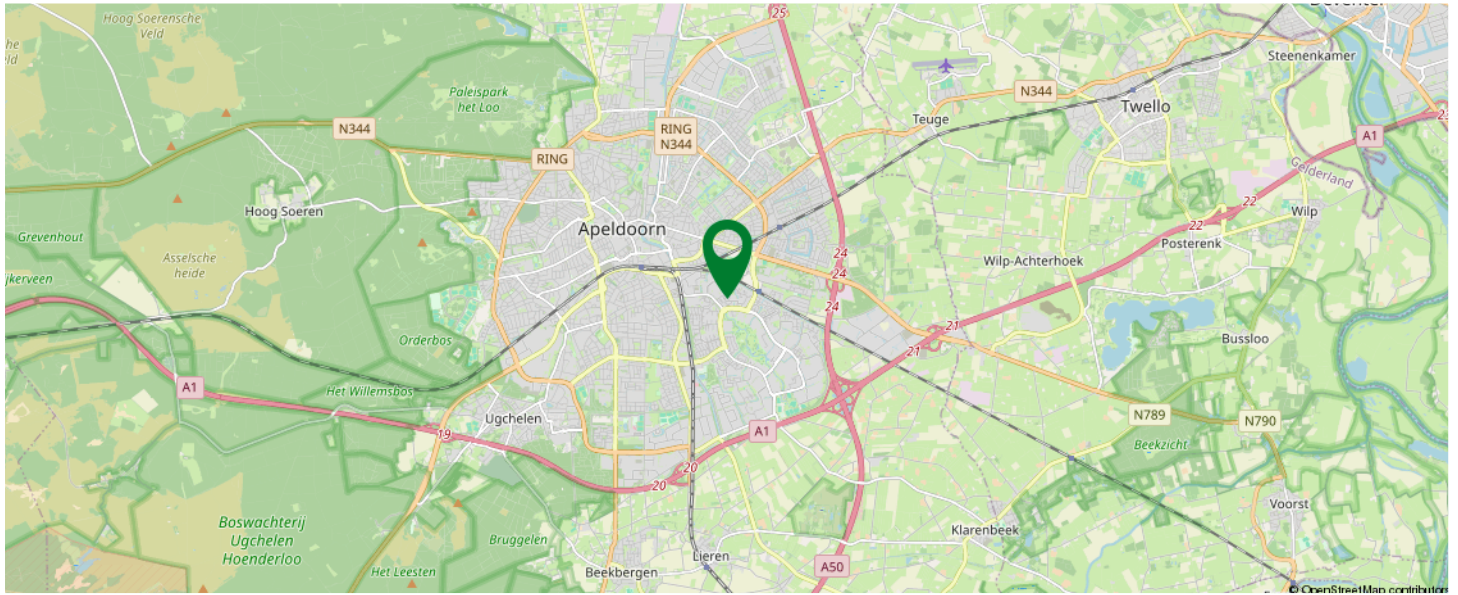 Hoog Soerensche
Veld
25
Steenenkamer
Paleispark
het Loo
N344
Twello
Teuge
N344
RING
N344
A1
RING
Gelderland
Hoog Soeren
22
Wilp
Apeldoorn
22
Grevenhout
Posterenk
Asselsche
heide
24
Wilp-Achterhoek
24
24
21
Orderbos
Bussloo
21
A1
Het Willemsbos
Ugchelen
N789
N790
19
A1
Beekzicht
20
20
Voorst
Boswachterij
Ugchelen
Hoenderloo
Klarenbeek
Bruggelen
Lieren
A50
Het Leesten
Beekbergen
© OpenStreetMap contributors